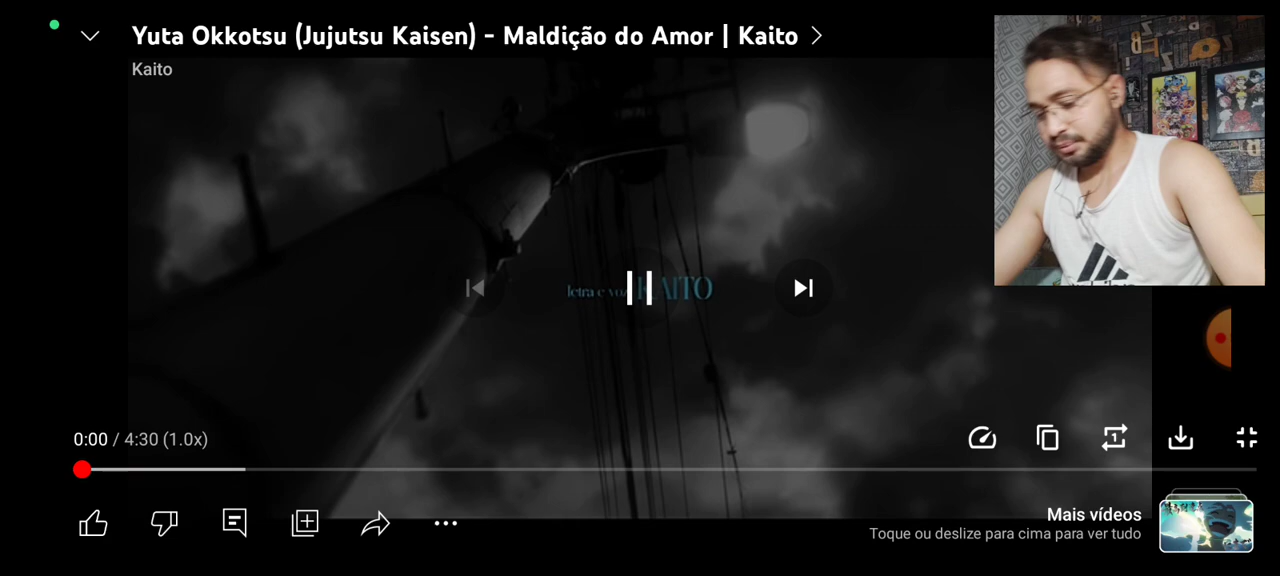 Yuta Okkotsu (Jujutsu Kaisen) - Maldição do Amor | Kaito
Kaito
letra e voz KAITO
0:00 / 4:30 (1.0x)
1
Mais vídeos
Toque ou deslize para cima para ver tudo